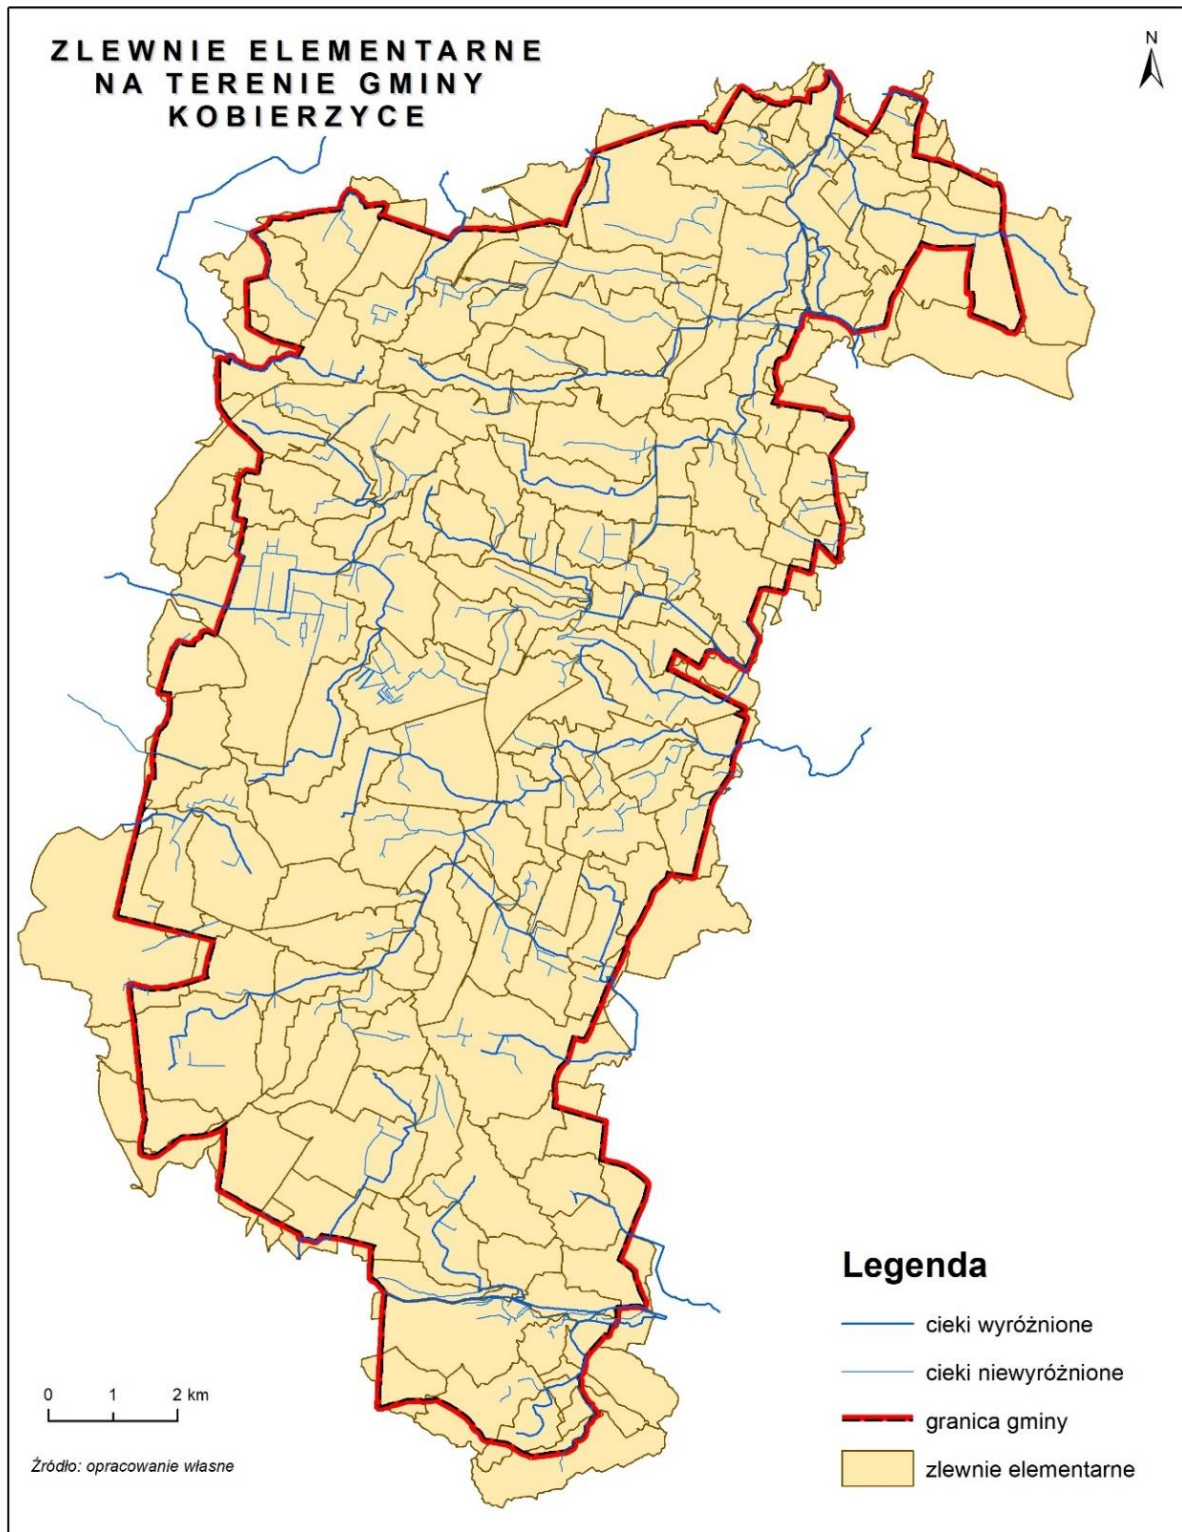 ZLEWNIE ELEMENTARNE
NA TERENIE GMINY
KOBIERZYCE
N
Legenda
cieki wyróżnione
cieki niewyróżnione
granica gminy
zlewnie elementarne
0 1 2 km
Źródło: opracowanie własne